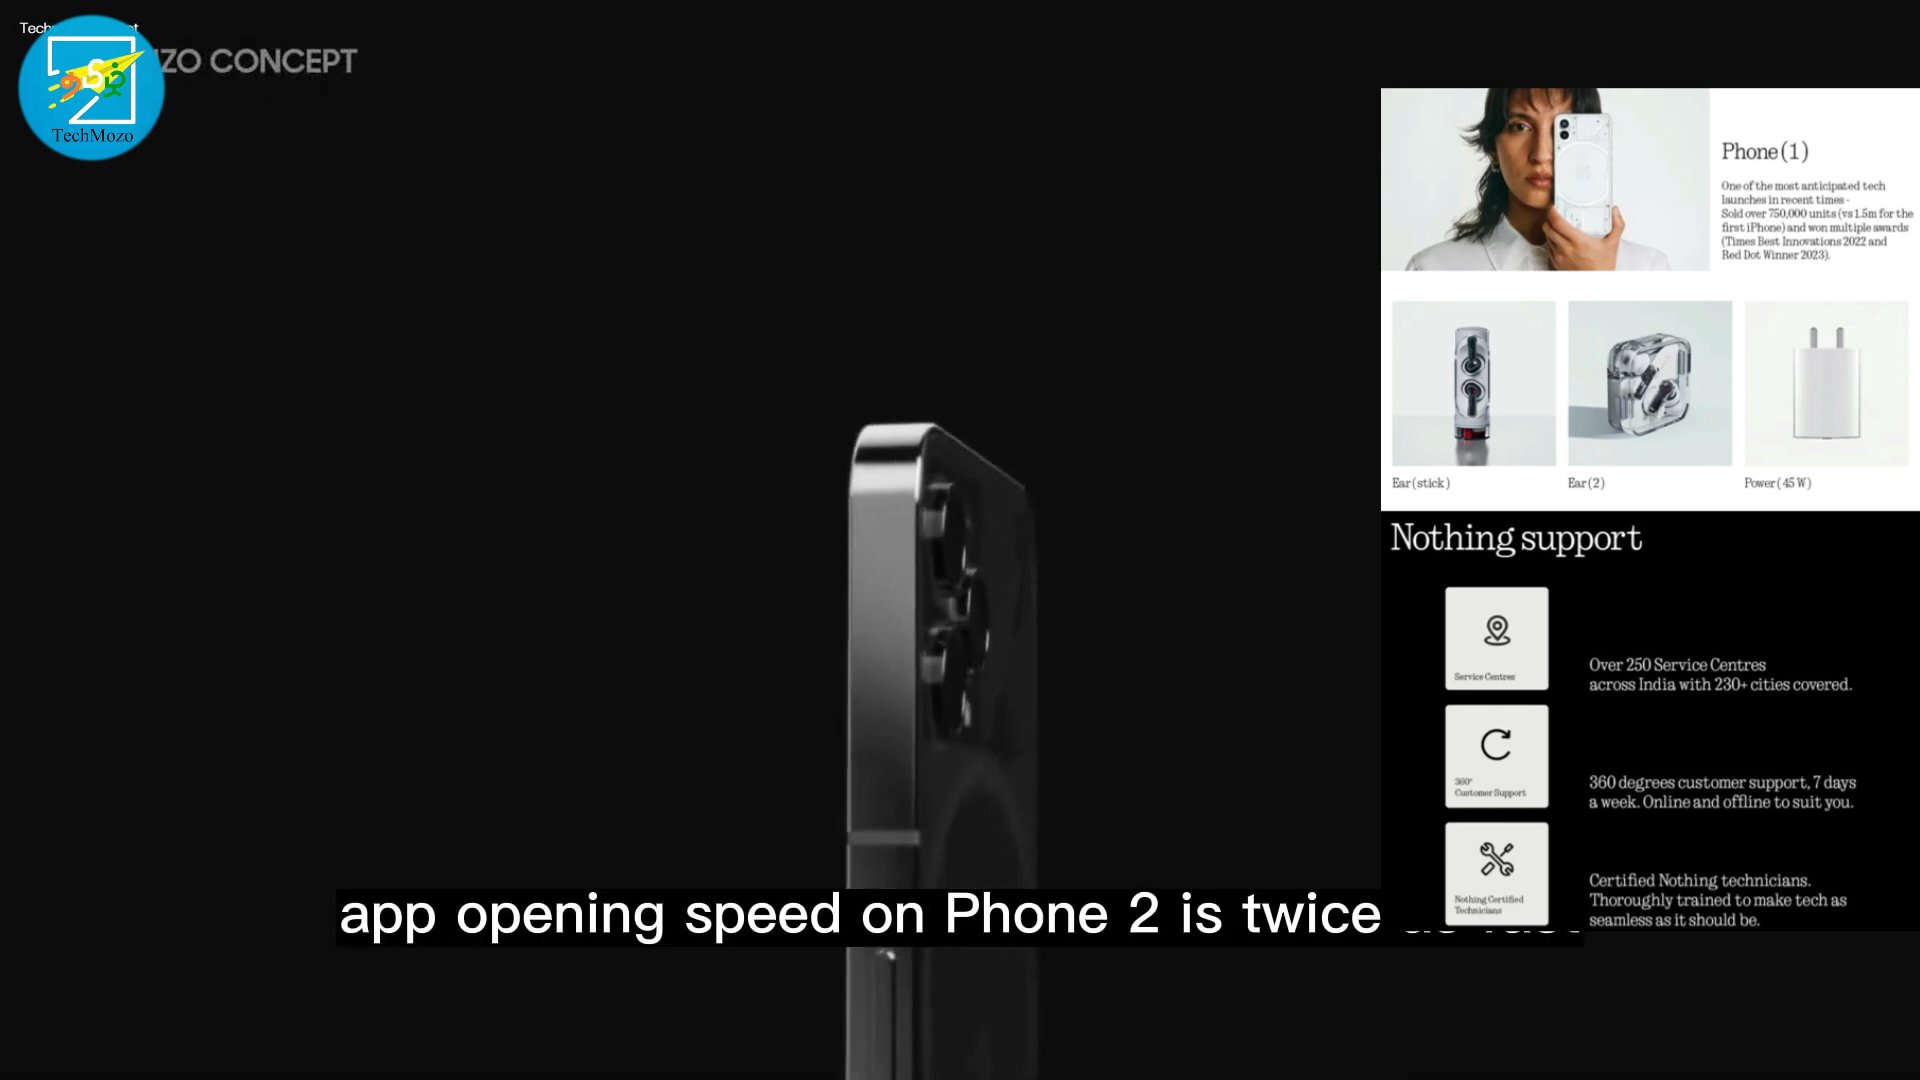 ZO CONCEPT
TechMozo
Phone (1)
One of the most anticipated tech
launches in recent times -
Sold over 750,000 units (vs 1.5m for the
first iPhone) and won multiple awards
(Times Best Innovations 2022 and
Red Dot Winner 2023).
Ear (stick)
Ear (2)
Power (45 W)
Nothing support
Service Centres
Over 250 Service Centres
across India with 230+ cities covered.
360°
Customer Support
360 degrees customer support, 7 days
a week. Online and offline to suit you.
Nothing Certified
Technicians
Certified Nothing technicians.
Thoroughly trained to make tech as
seamless as it should be.
app opening speed on Phone 2 is twice